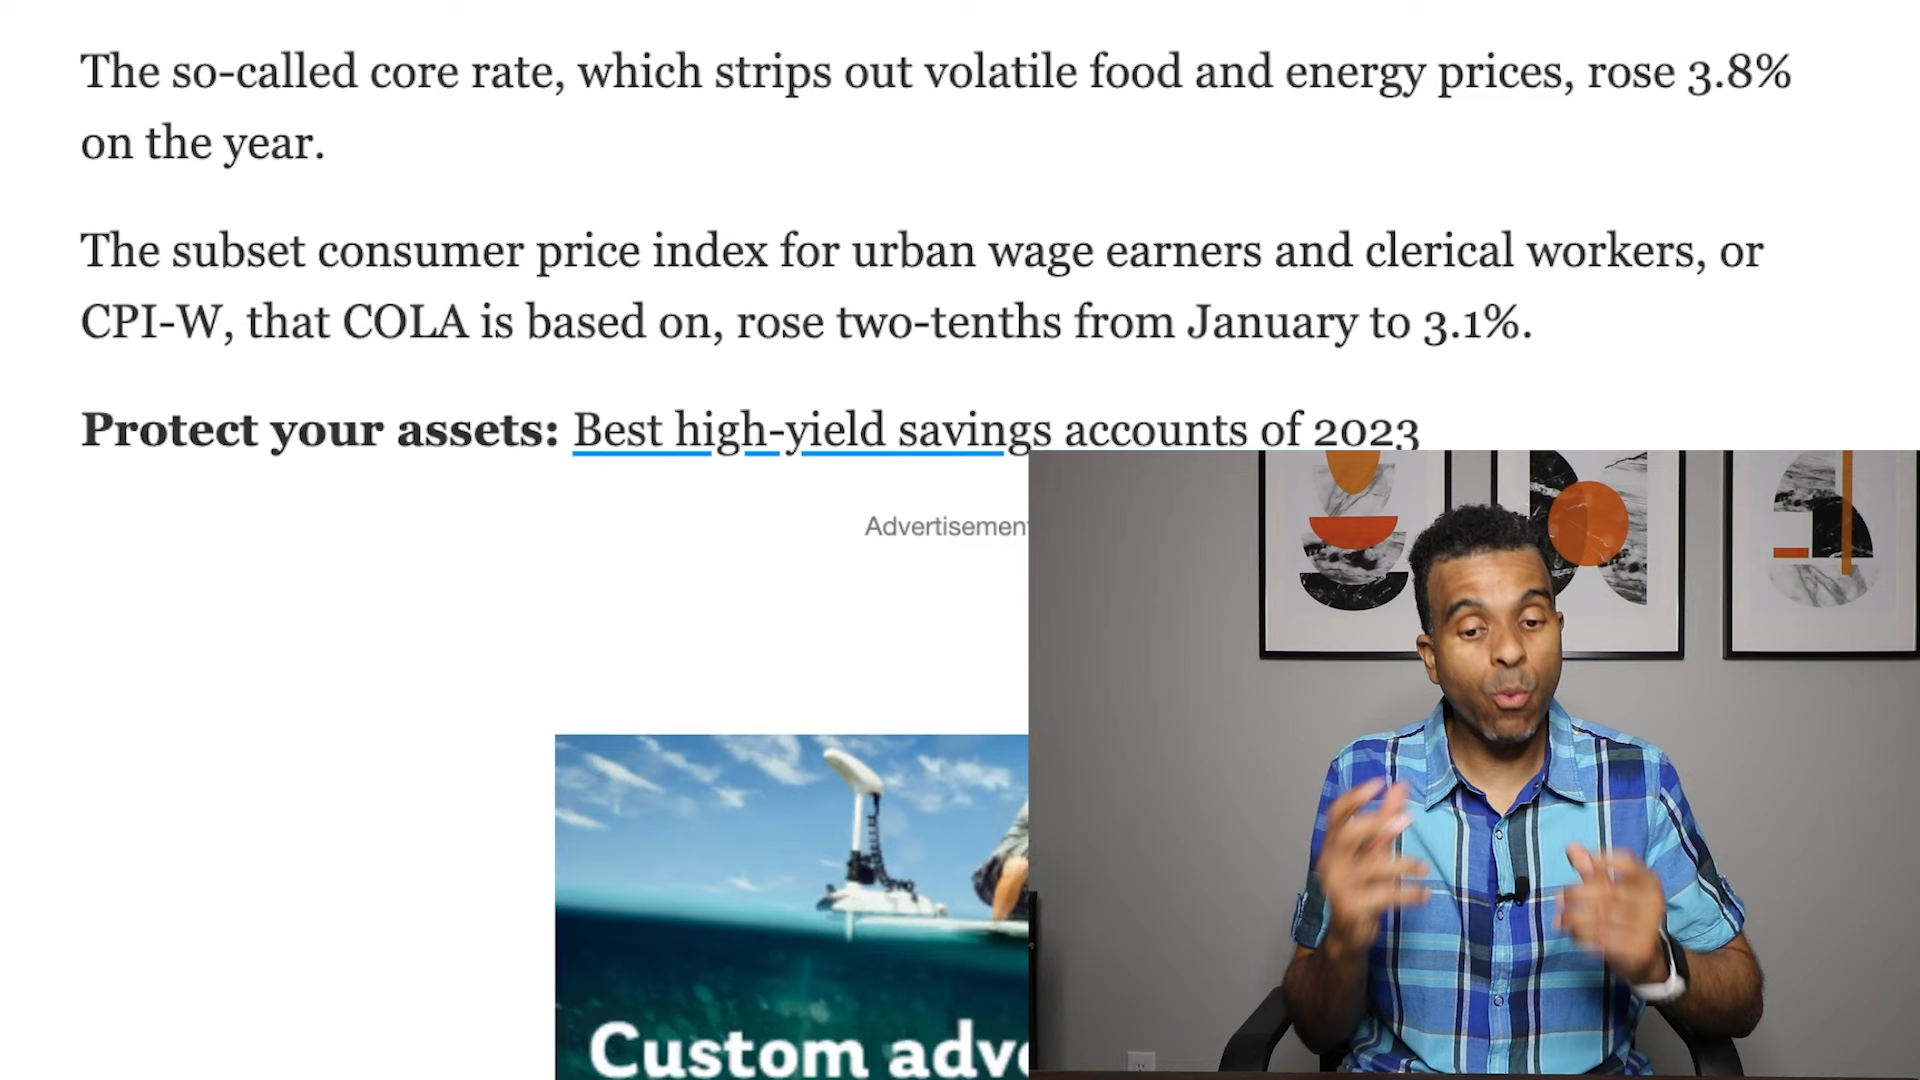 The so-called core rate, which strips out volatile food and energy prices, rose 3.8%
on the year.
The subset consumer price index for urban wage earners and clerical workers, or
CPI-W, that COLA is based on, rose two-tenths from January to 3.1%.
Protect your assets: Best high-yield savings accounts of 2023
Advertisement
Custom adve